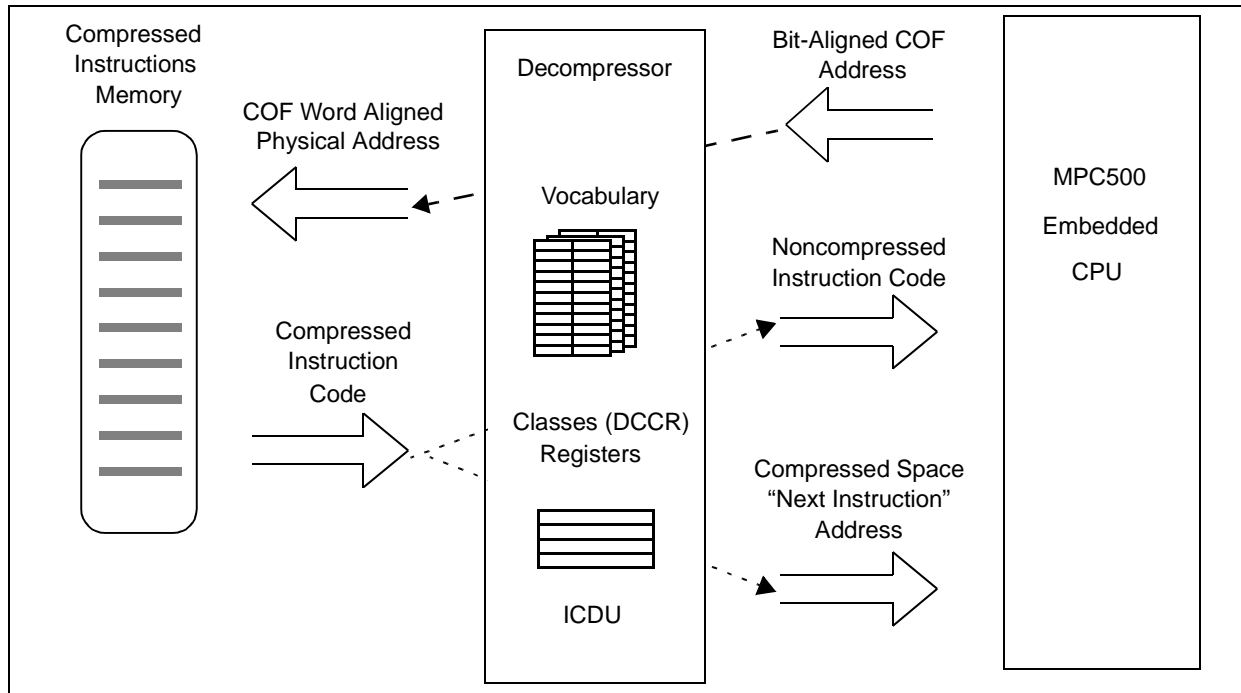 Compressed
Instructions
Memory
COF Word Aligned
Physical Address
Compressed
Instruction
Code
Decompressor
Vocabulary
Classes (DCCR)
Registers
ICDU
Bit-Aligned COF
Address
Noncompressed
Instruction Code
Compressed Space
“Next Instruction”
Address
MPC500
Embedded
CPU